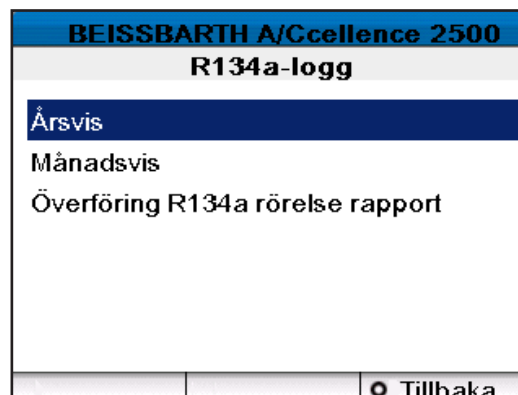 BEISSBARTH A/Ccellence 2500
R134a-logg
Årsvis
Månadsvis
Överföring R134a rörelse rapport
Tillbaka